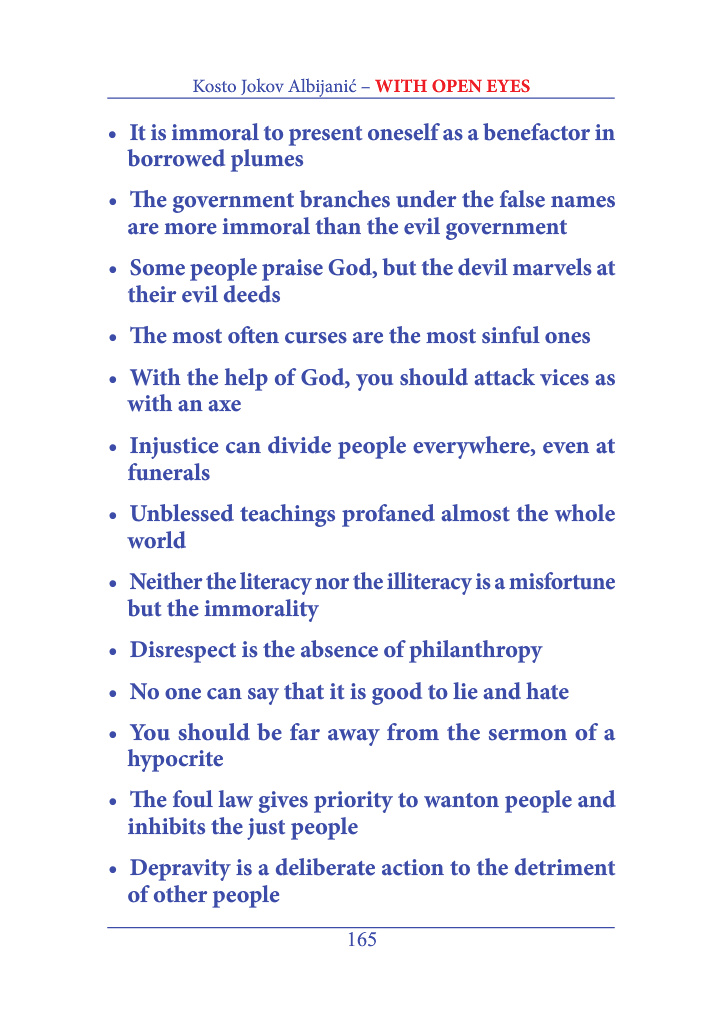 Kosto Jokov Albijanić – WITH OPEN EYES
• It is immoral to present oneself as a benefactor in
borrowed plumes
• The government branches under the false names
are more immoral than the evil government
• Some people praise God, but the devil marvels at
their evil deeds
• The most often curses are the most sinful ones
• With the help of God, you should attack vices as
with an axe
• Injustice can divide people everywhere, even at
funerals
• Unblessed teachings profaned almost the whole
world
• Neither the literacy nor the illiteracy is a misfortune
but the immorality
• Disrespect is the absence of philanthropy
• No one can say that it is good to lie and hate
• You should be far away from the sermon of a
hypocrite
• The foul law gives priority to wanton people and
inhibits the just people
• Depravity is a deliberate action to the detriment
of other people
165